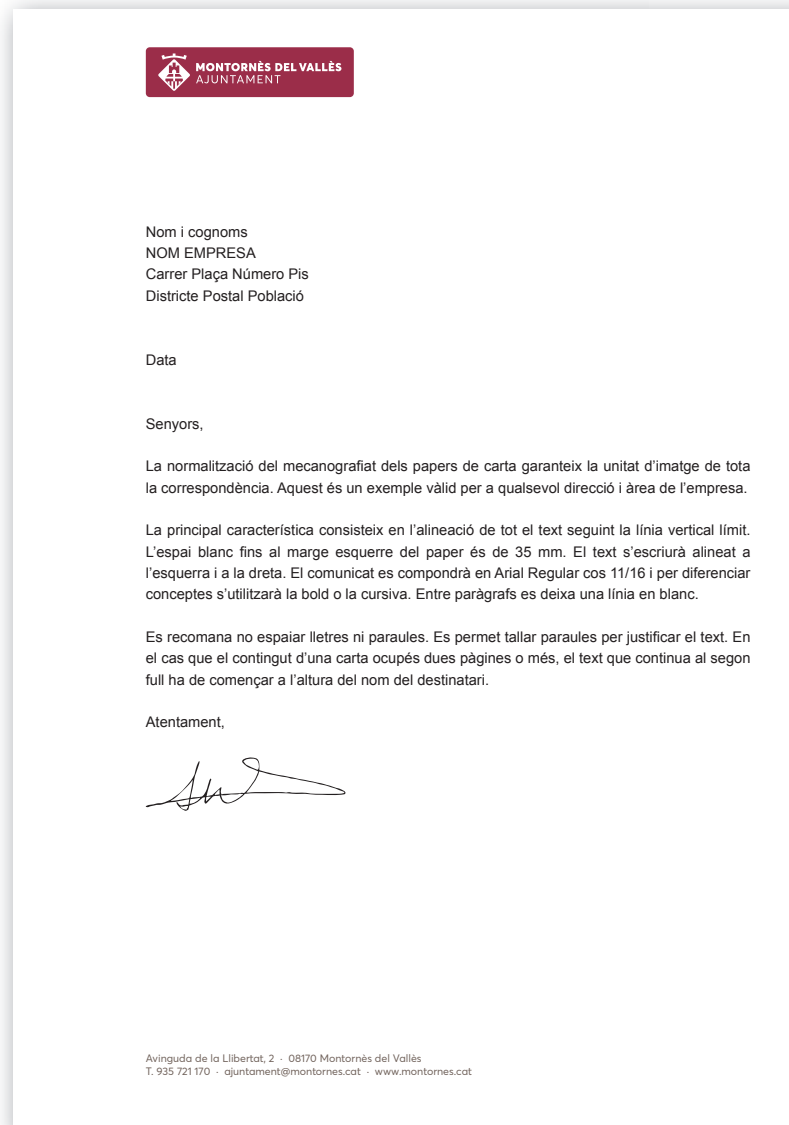 MONTORNÈS DEL VALLÈS
AJUNTAMENT
Nom i cognoms
NOM EMPRESA
Carrer Plaça Número Pis
Districte Postal Població
Data
Senyors,
La normalització del mecanografiat dels papers de carta garanteix la unitat d’imatge de tota
la correspondència. Aquest és un exemple vàlid per a qualsevol direcció i àrea de l’empresa.
La principal característica consisteix en l’alineació de tot el text seguint la línia vertical límit.
L’espai blanc fins al marge esquerre del paper és de 35 mm. El text s’escriurà alineat a
l’esquerra i a la dreta. El comunicat es compondrà en Arial Regular cos 11/16 i per diferenciar
conceptes s’utilitzarà la bold o la cursiva. Entre paràgrafs es deixa una línia en blanc.
Es recomana no espaiar lletres ni paraules. Es permet tallar paraules per justificar el text. En
el cas que el contingut d’una carta ocupés dues pàgines o més, el text que continua al segon
full ha de començar a l’altura del nom del destinatari.
Atentament,
Avinguda de la Llibertat, 2 · 08170 Montornès del Vallès
T. 935 721 170 · ajuntament@montornes.cat · www.montornes.cat